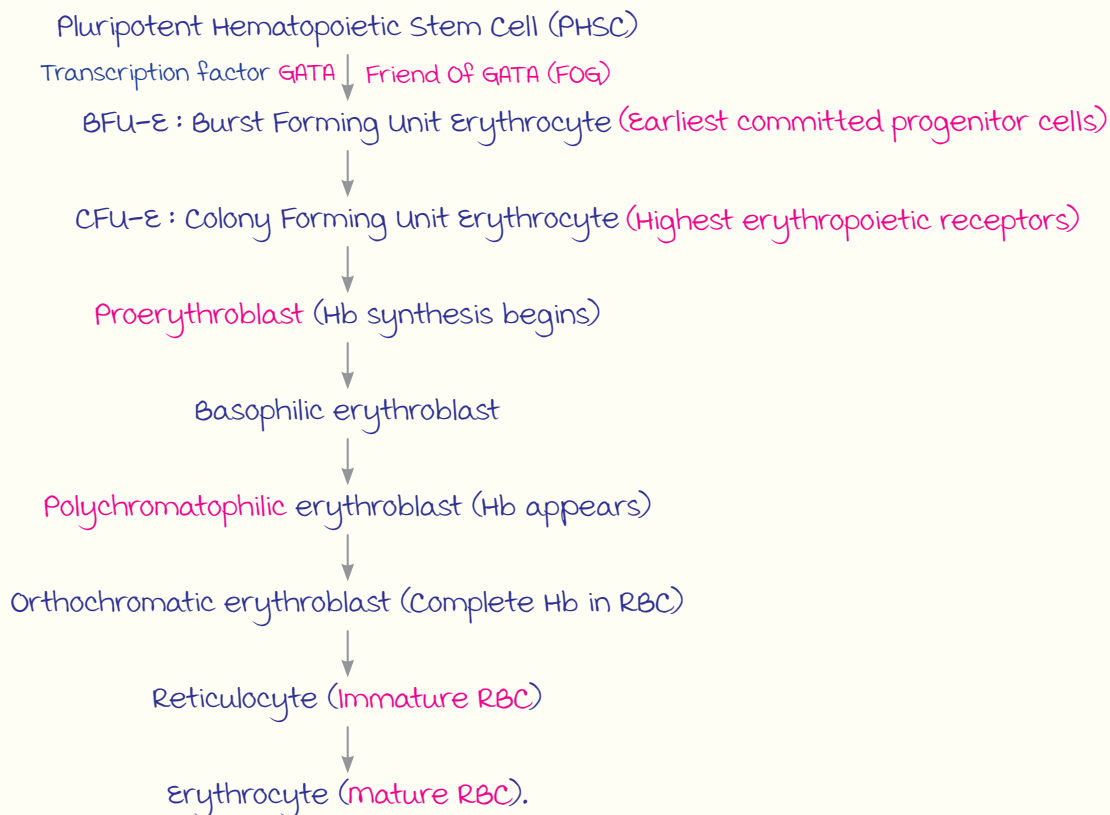 Pluripotent Hematopoietic Stem Cell (PHSC)
Transcription factor GATA Friend Of GATA (FOG)
BFU-E : Burst Forming Unit Erythrocyte (Earliest committed progenitor cells)
CFU-E : Colony Forming Unit Erythrocyte (Highest erythropoietic receptors)
Proerythroblast (Hb synthesis begins)
Basophilic erythroblast
Polychromatophilic erythroblast (Hb appears)
Orthochromatic erythroblast (Complete Hb in RBC)
Reticulocyte (Immature RBC)
Erythrocyte (mature RBC).